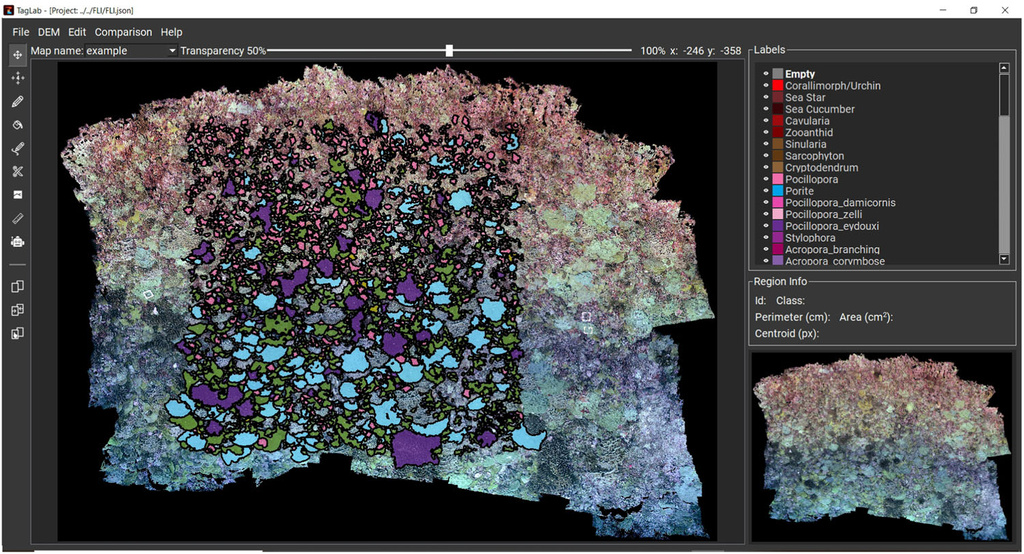 TagLab - [Project: ../../FLI/FLI.json]
File DEM Edit Comparison Help
Map name: example Transparency 50% 100% x: -246 y: -358
Labels
Empty
Corallimorph/Urchin
Sea Star
Sea Cucumber
Cavularia
Zooanthid
Sinularia
Sarcophyton
Cryptodendrum
Pocillopora
Porite
Pocillopora_damicornis
Pocillopora_zelli
Pocillopora_eydouxi
Stylophora
Acropora_branching
Acropora_corymbose
Region Info
Id: Class:
Perimeter (cm): Area (cm²):
Centroid (px):